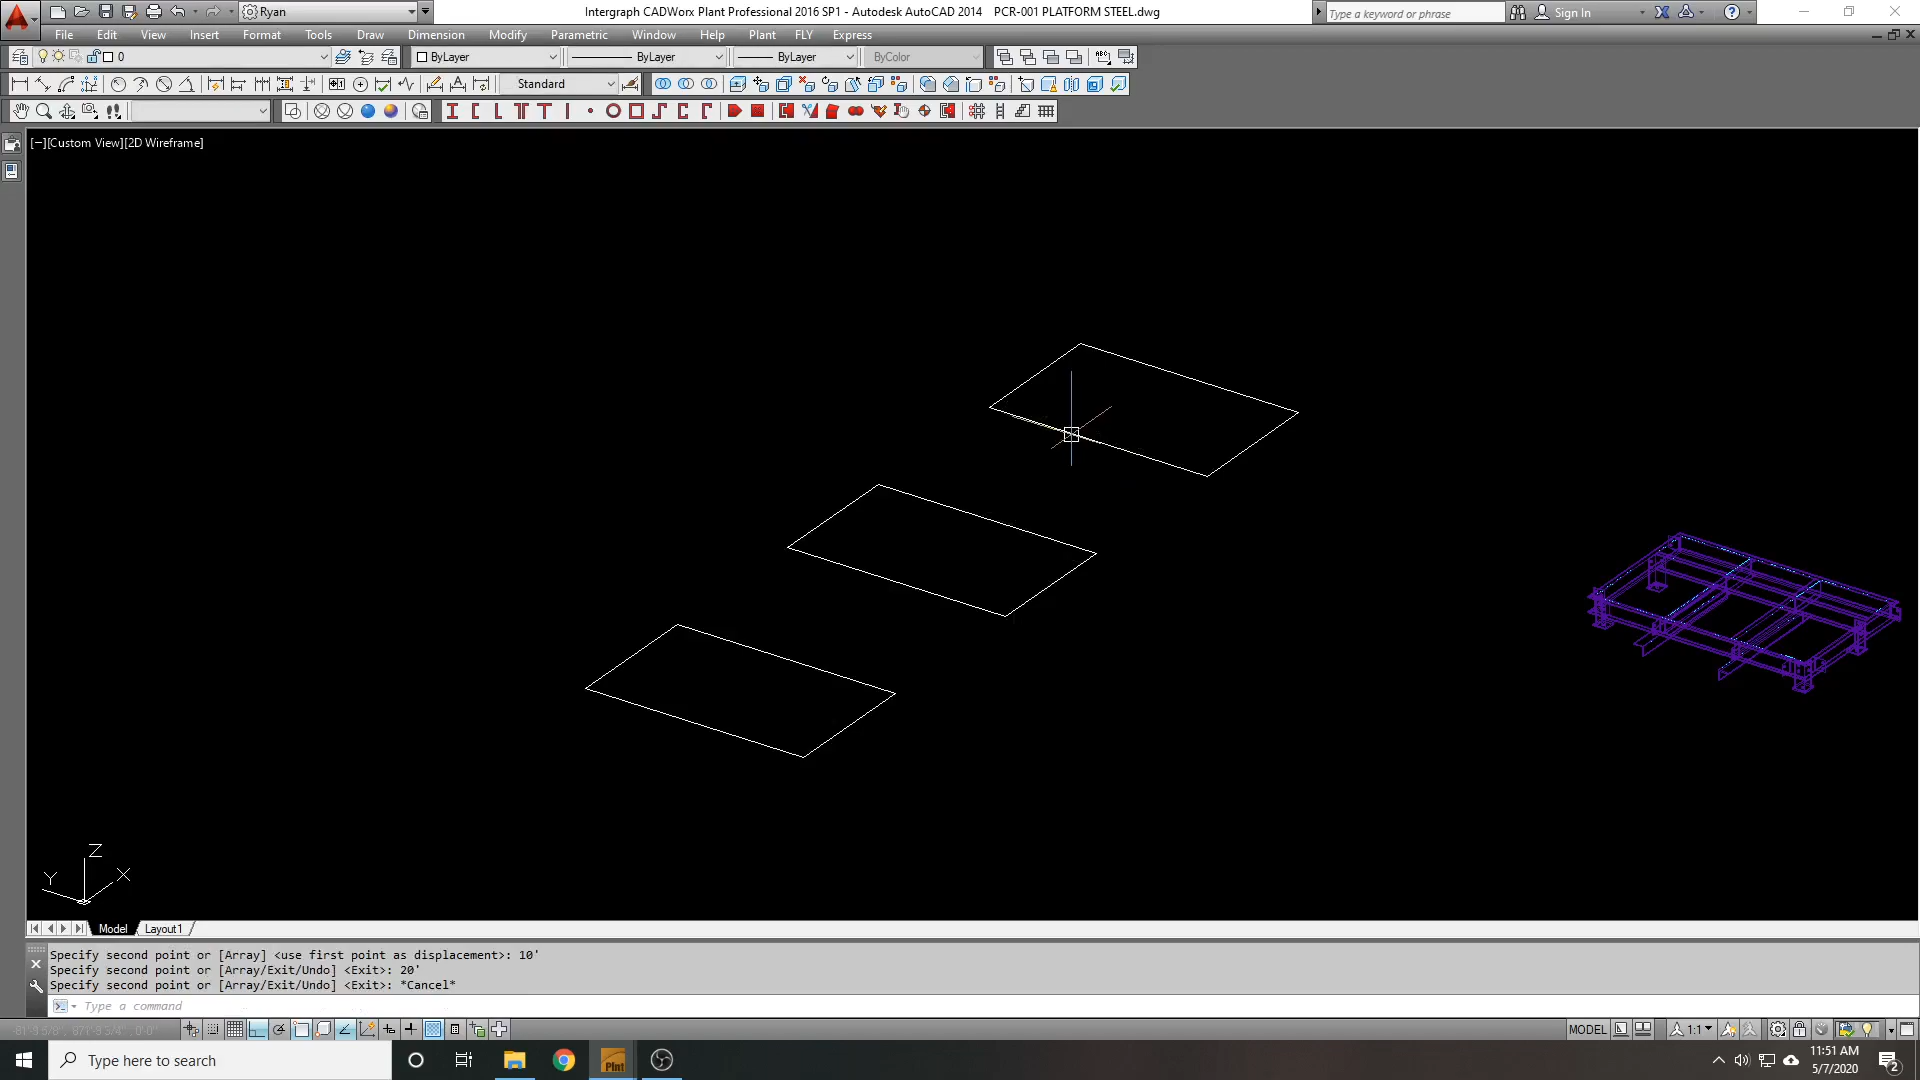 Ryan
Intergraph CADWorx Plant Professional 2016 SP1 - Autodesk AutoCAD 2014 PCR-001 PLATFORM STEEL.dwg
Type a keyword or phrase
Sign In
File Edit View Insert Format Tools Draw Dimension Modify Parametric Window Help Plant FLY Express
0 ByLayer ByLayer ByLayer ByColor
Standard
[−][Custom View][2D Wireframe]
Z
Y
X
Model Layout1
Specify second point or [Array] <use first point as displacement>: 10'
Specify second point or [Array/Exit/Undo] <Exit>: 20'
Specify second point or [Array/Exit/Undo] <Exit>: *Cancel*
Type a command
MODEL 1:1
Type here to search
Plnt
11:51 AM
5/7/2020
2